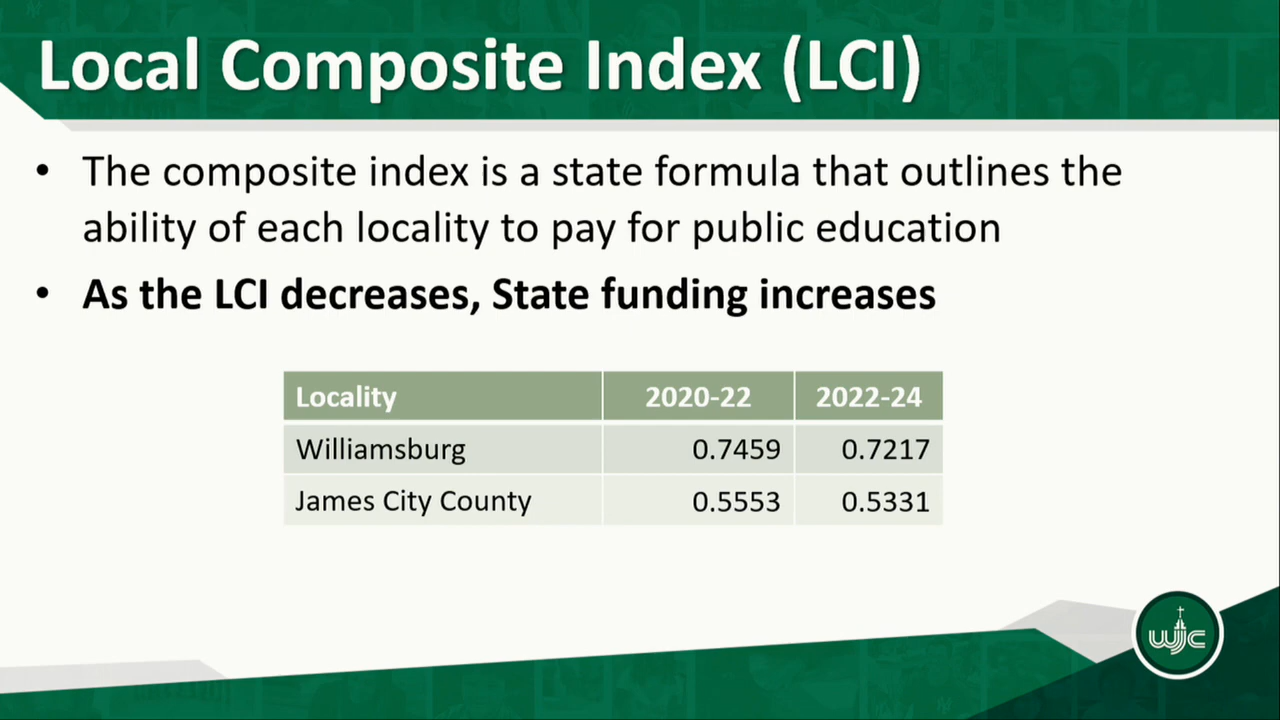 Local Composite Index (LCI)
• The composite index is a state formula that outlines the
ability of each locality to pay for public education
• As the LCI decreases, State funding increases
Locality 2020-22 2022-24
Williamsburg 0.7459 0.7217
James City County 0.5553 0.5331
WJC